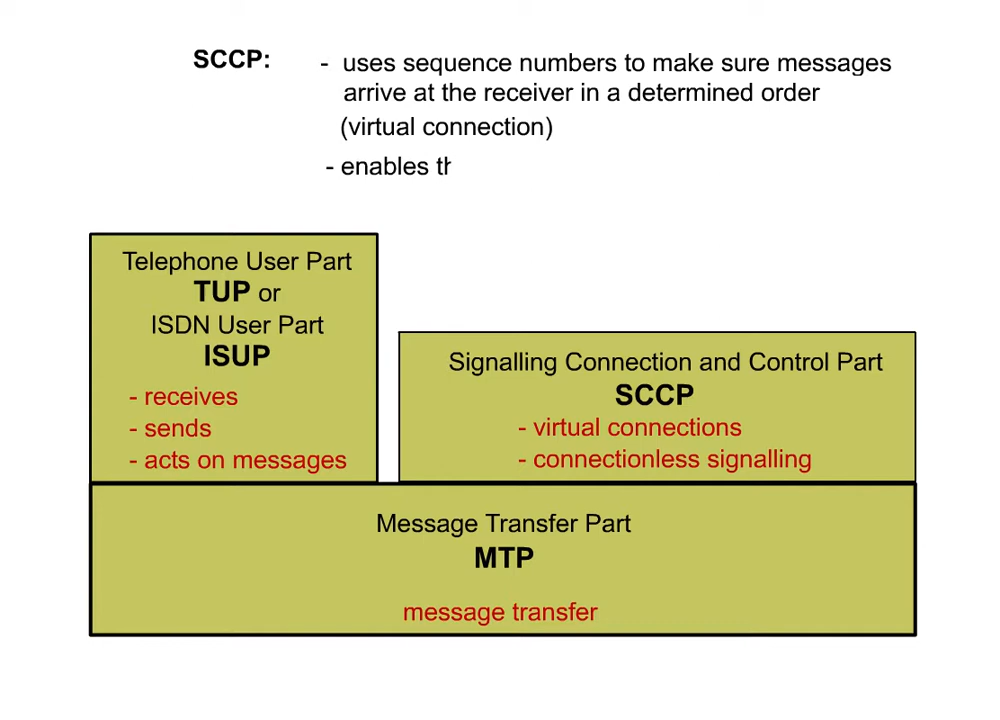 SCCP:
- uses sequence numbers to make sure messages
arrive at the receiver in a determined order
(virtual connection)
- enables
Telephone User Part
TUP or
ISDN User Part
ISUP
- receives
- sends
- acts on messages
Signalling Connection and Control Part
SCCP
- virtual connections
- connectionless signalling
Message Transfer Part
MTP
message transfer